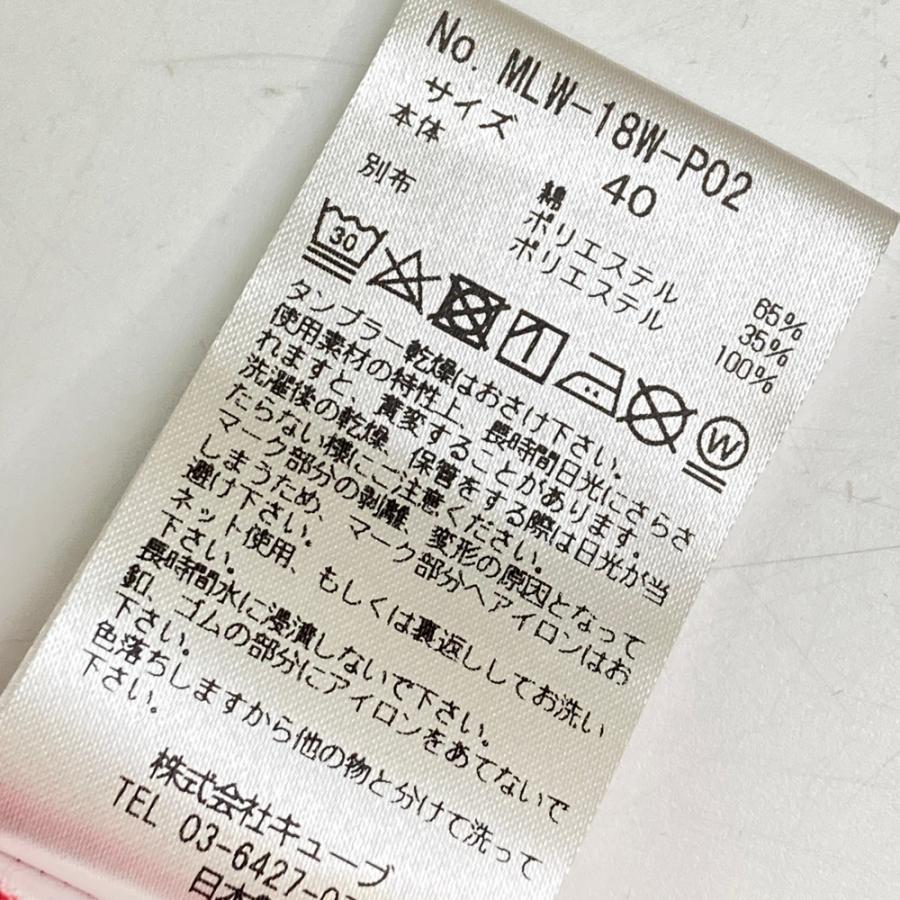 No. MLW-18W-P02
サイズ 40
本体 綿 65%
ポリエステル 35%
別布 ポリエステル 100%
30
W
タンブラー乾燥はおさけ下さい。
使用素材の特性上、長時間日光にさらさ
れますと、黄変することがあります。
洗濯後の乾燥、保管をする際は日光が当
たらない様にご注意ください。
マーク部分の剥離、変形の原因となって
しまうため、マーク部分へアイロンはお
避け下さい。
ネット使用、もしくは裏返ししてお洗い
下さい。
長時間水に浸漬しないで下さい。
釦、ゴムの部分にアイロンをあてないで
下さい。
色落ちしますから他の物と分けて洗って
下さい。
株式会社キューブ
TEL 03-6427-0
日本